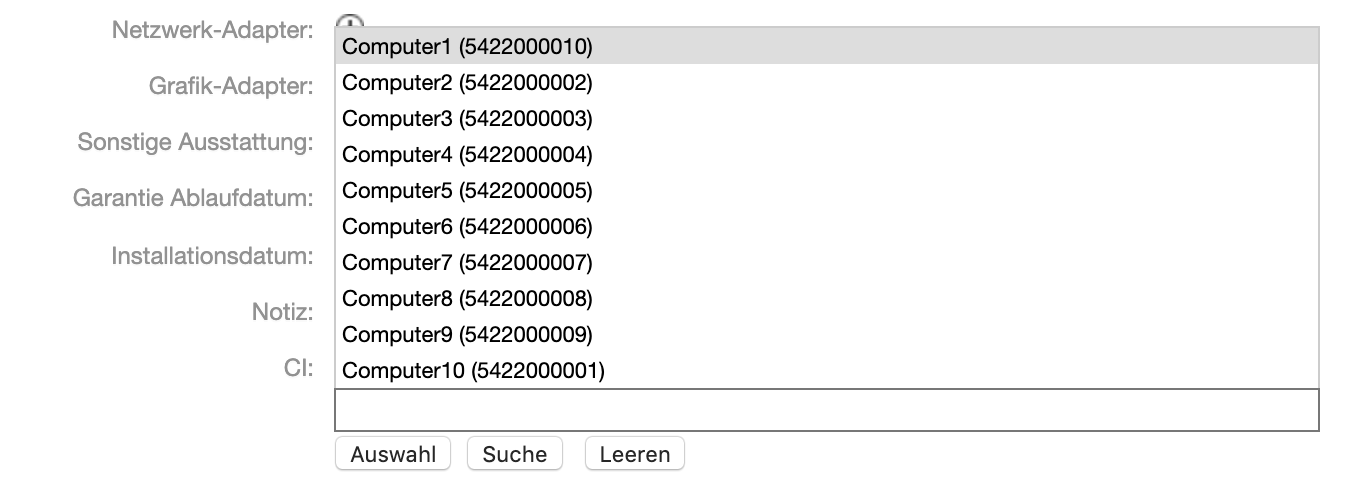 Netzwerk-Adapter:
Computer1 (5422000010)
Grafik-Adapter:
Computer2 (5422000002)
Computer3 (5422000003)
Sonstige Ausstattung:
Computer4 (5422000004)
Garantie Ablaufdatum:
Computer5 (5422000005)
Computer6 (5422000006)
Installationsdatum:
Computer7 (5422000007)
Notiz:
Computer8 (5422000008)
Computer9 (5422000009)
CI:
Computer10 (5422000001)
Auswahl Suche Leeren